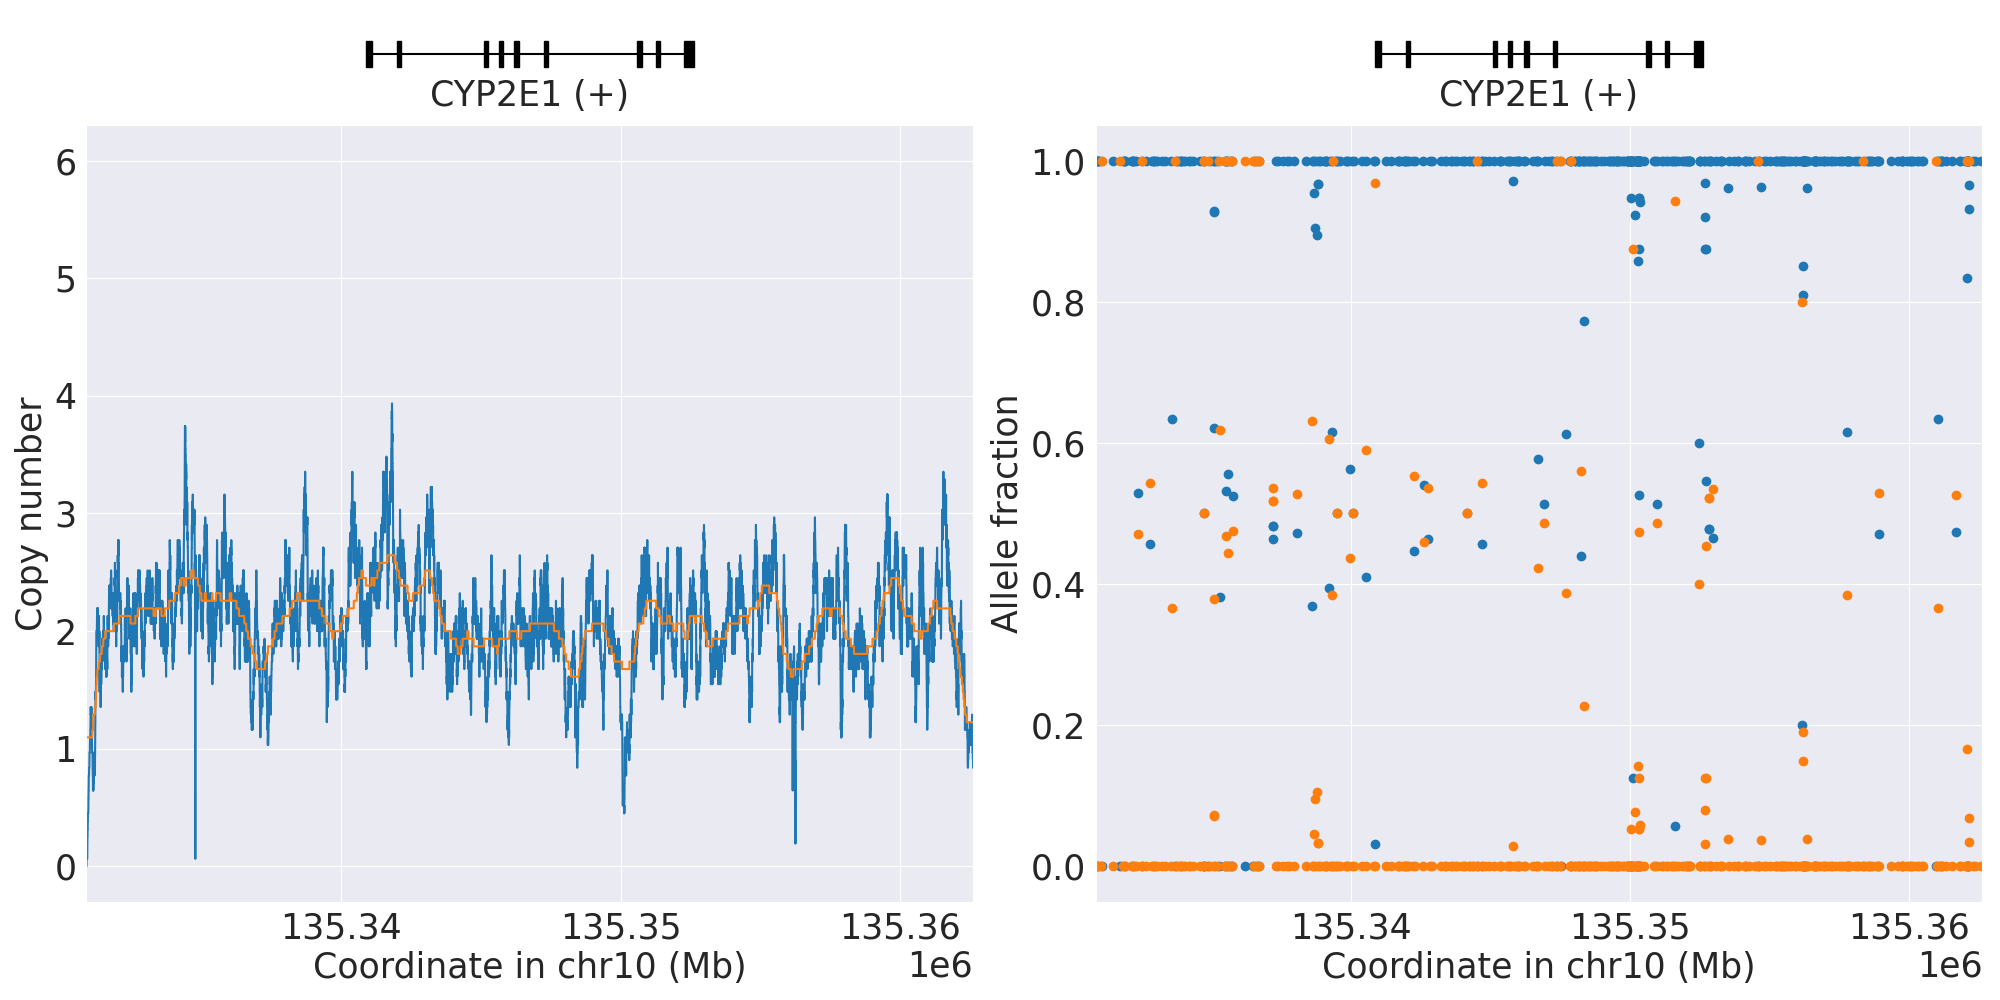 CYP2E1 (+)
6
5
4
3
2
1
0
Copy number
135.34 135.35 135.36
Coordinate in chr10 (Mb)
1e6
CYP2E1 (+)
1.0
0.8
0.6
0.4
0.2
0.0
Allele fraction
135.34 135.35 135.36
Coordinate in chr10 (Mb)
1e6